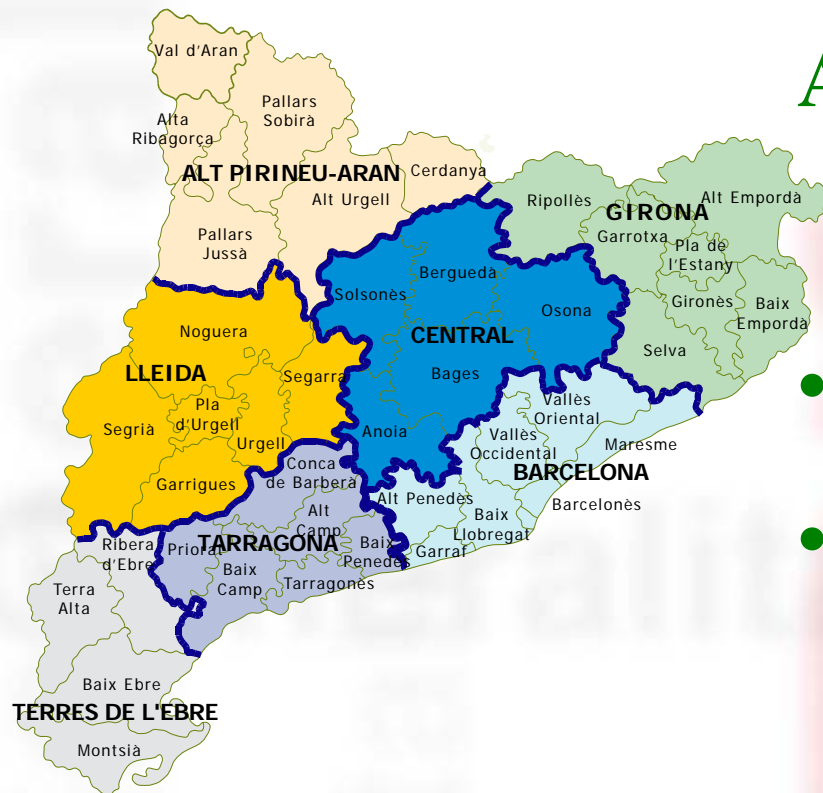 Val d'Aran
A
Pallars
Sobirà
Alta
Ribagorça
ALT PIRINEU-ARAN
Cerdanya
Alt Urgell
Ripollès
Alt Empordà
GIRONA
Garrotxa
Pla de
l'Estany
Pallars
Jussà
Berguedà
Solsonès
Osona
Gironès
Baix
Empordà
Noguera
CENTRAL
Selva
LLEIDA
Segarra
Bages
Pla
d'Urgell
Segrià
Urgell
Anoia
Vallès
Oriental
Vallès
Occidental
Maresme
BARCELONA
Garrigues
Conca
de Barberà
Alt Penedès
Barcelonès
Baix
Llobregat
Alt
Camp
TARRAGONA
Ribera
d'Ebre
Priorat
Baix
Penedès
Garraf
Baix
Camp
Tarragonès
Terra
Alta
Baix Ebre
TERRES DE L'EBRE
Montsià